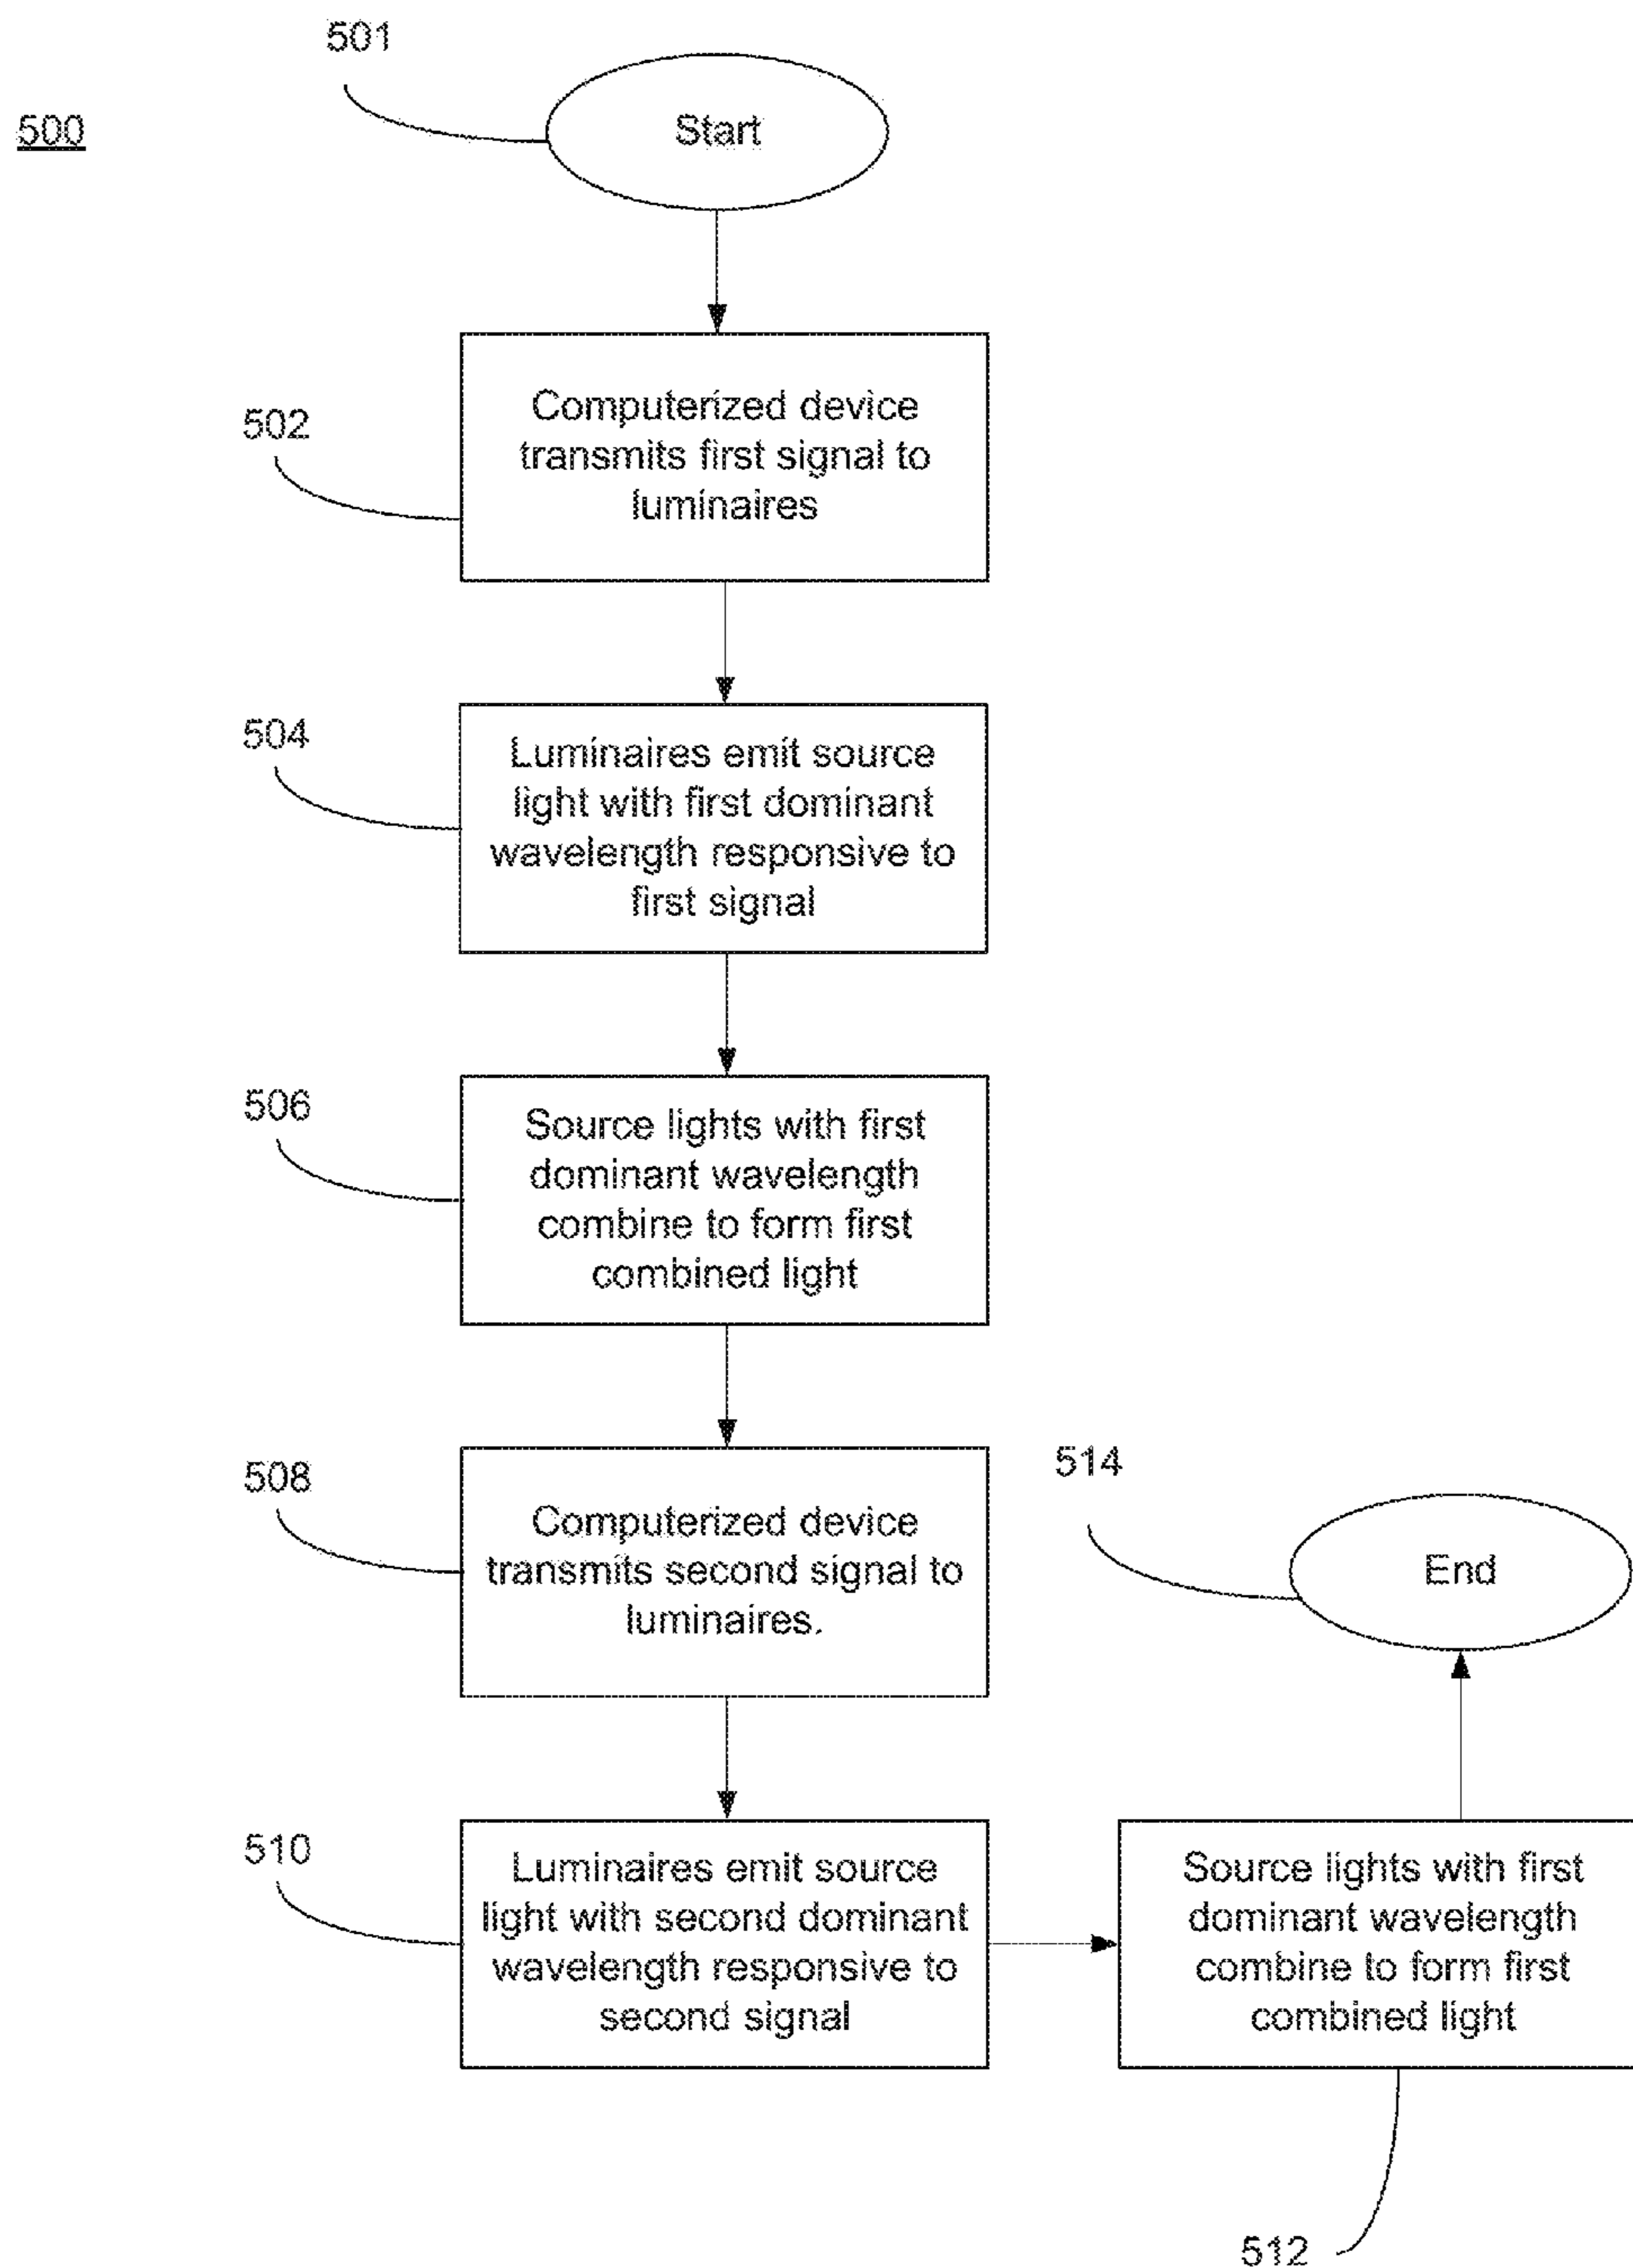 501
500
Start
502
Computerized device
transmits first signal to
luminaires
504
Luminaires emit source
light with first dominant
wavelength responsive to
first signal
506
Source lights with first
dominant wavelength
combine to form first
combined light
508
Computerized device
transmits second signal to
luminaires.
514
End
510
Luminaires emit source
light with second dominant
wavelength responsive to
second signal
Source lights with first
dominant wavelength
combine to form first
combined light
512